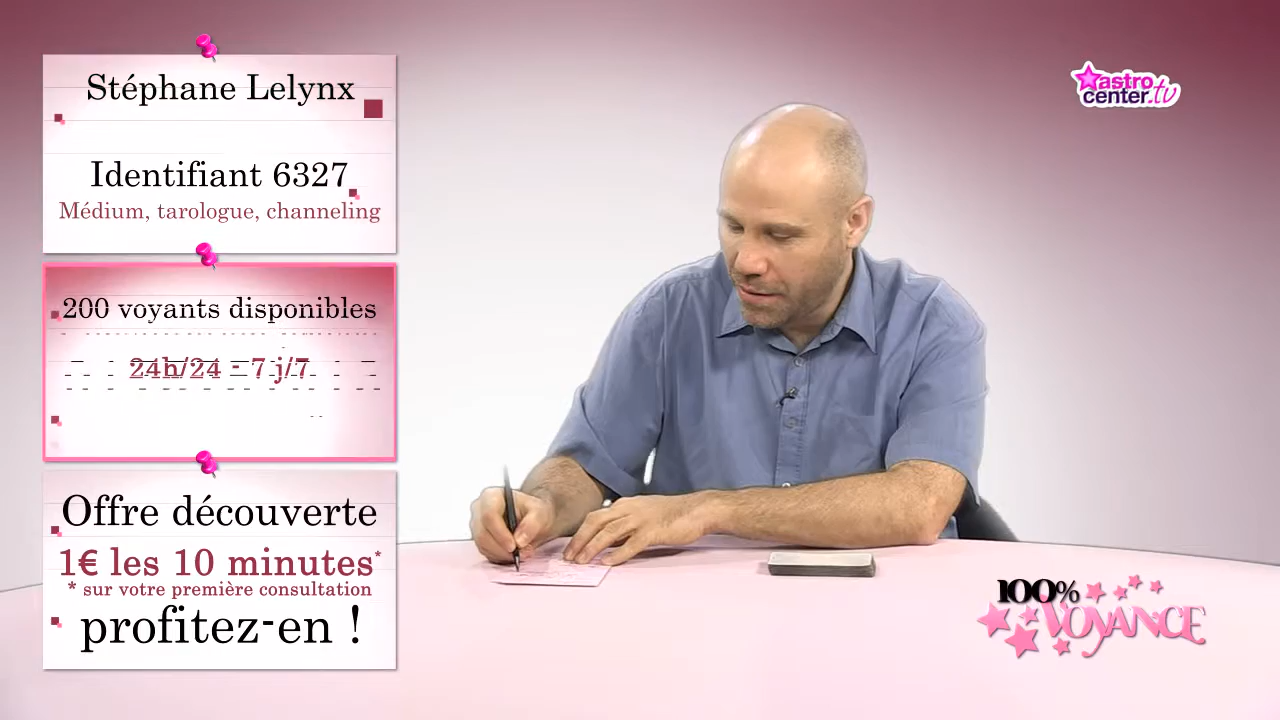 Stéphane Lelynx
Identifiant 6327
Médium, tarologue, channeling
200 voyants disponibles
24h/24 - 7 j/7
Offre découverte
1€ les 10 minutes*
* sur votre première consultation
profitez-en !
astro
center.tv
100%
VOYANCE